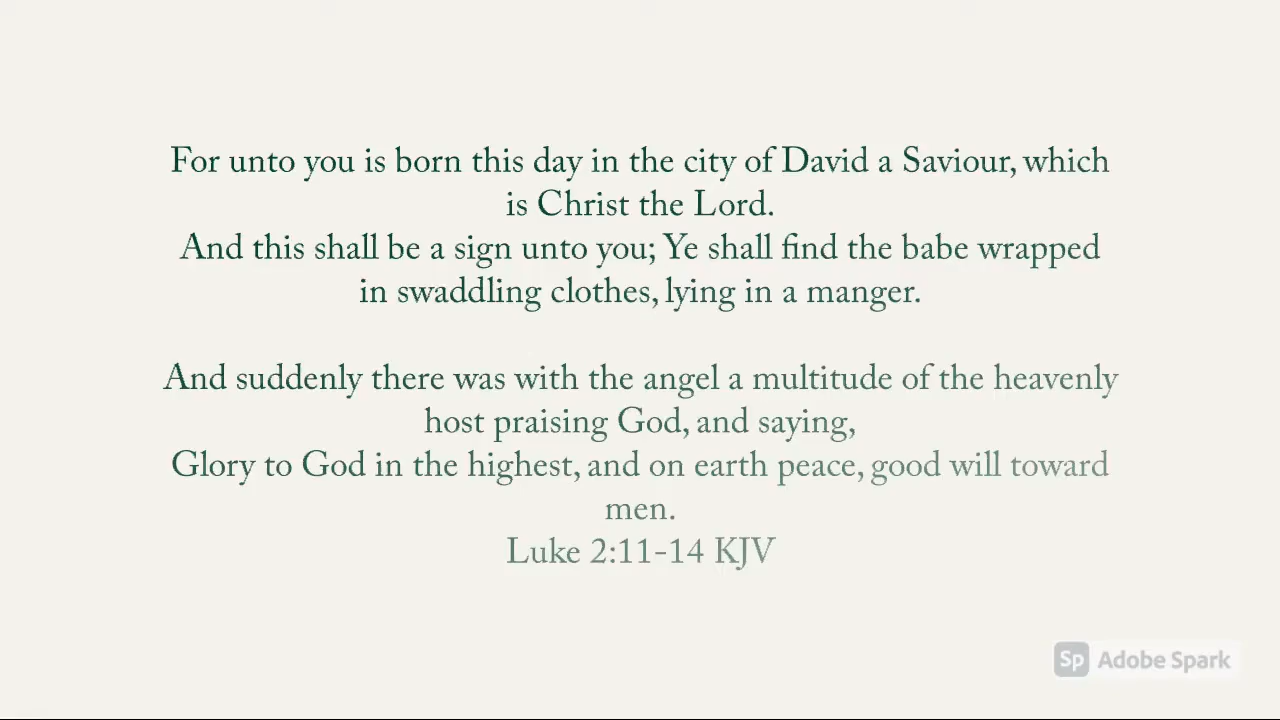 For unto you is born this day in the city of David a Saviour, which
is Christ the Lord.
And this shall be a sign unto you; Ye shall find the babe wrapped
in swaddling clothes, lying in a manger.
And suddenly there was with the angel a multitude of the heavenly
host praising God, and saying,
Glory to God in the highest, and on earth peace, good will toward
men.
Luke 2:11-14 KJV
Sp Adobe Spark